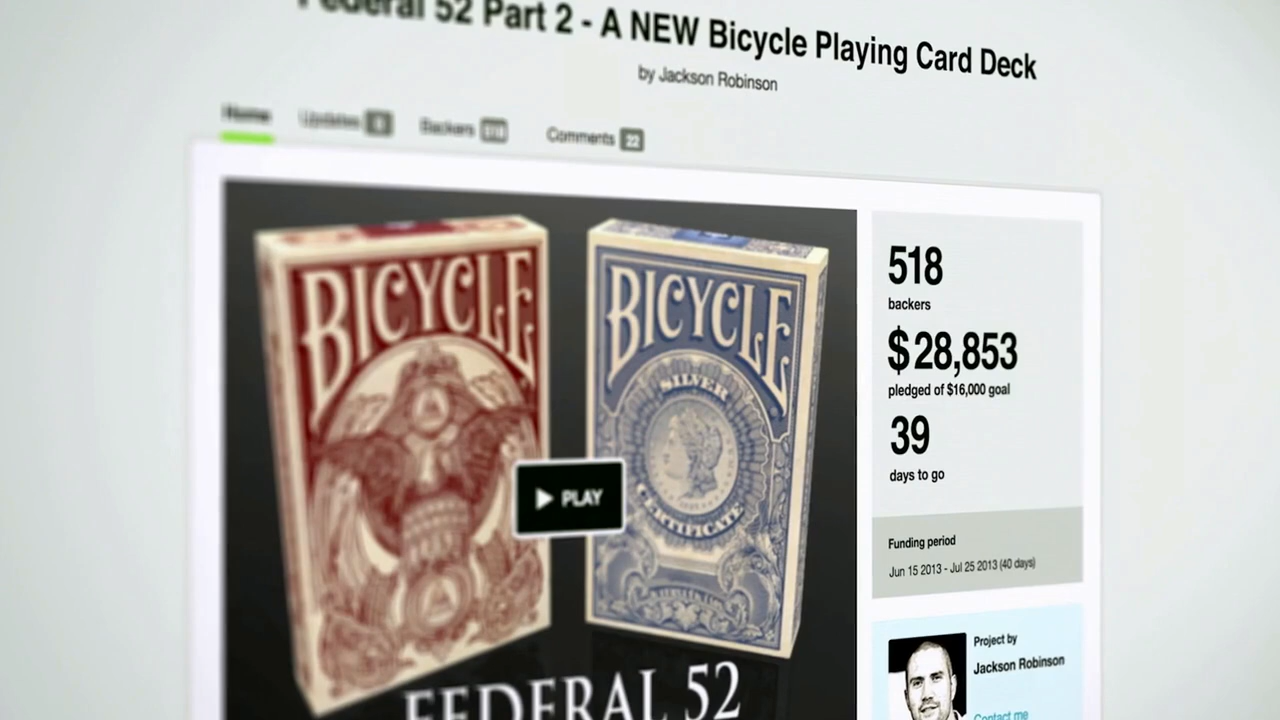 Federal 52 Part 2 - A NEW Bicycle Playing Card Deck
by Jackson Robinson
Home Updates Backers Comments 22
BICYCLE
BICYCLE
SILVER
CERTIFICATE
PLAY
FEDERAL 52
518
backers
$28,853
pledged of $16,000 goal
39
days to go
Funding period
Jun 15 2013 - Jul 25 2013 (40 days)
Project by
Jackson Robinson
Contact me